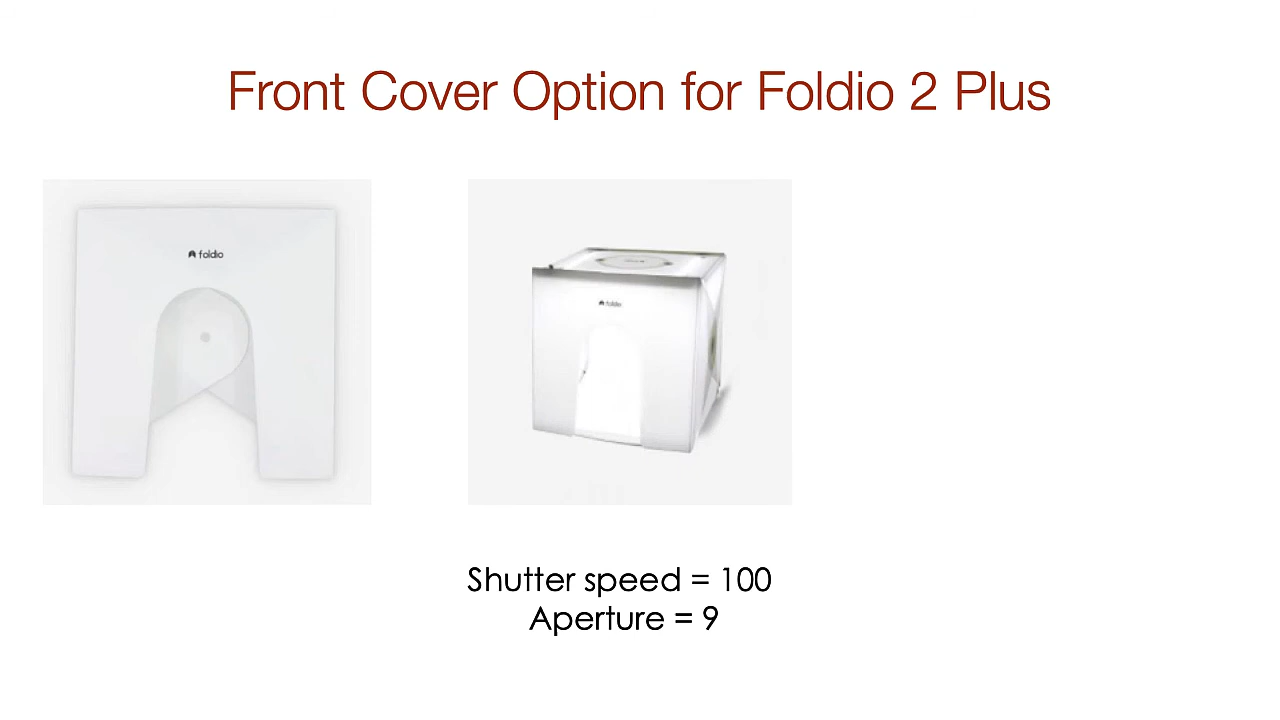 Front Cover Option for Foldio 2 Plus
foldio
foldio
Shutter speed = 100
Aperture = 9